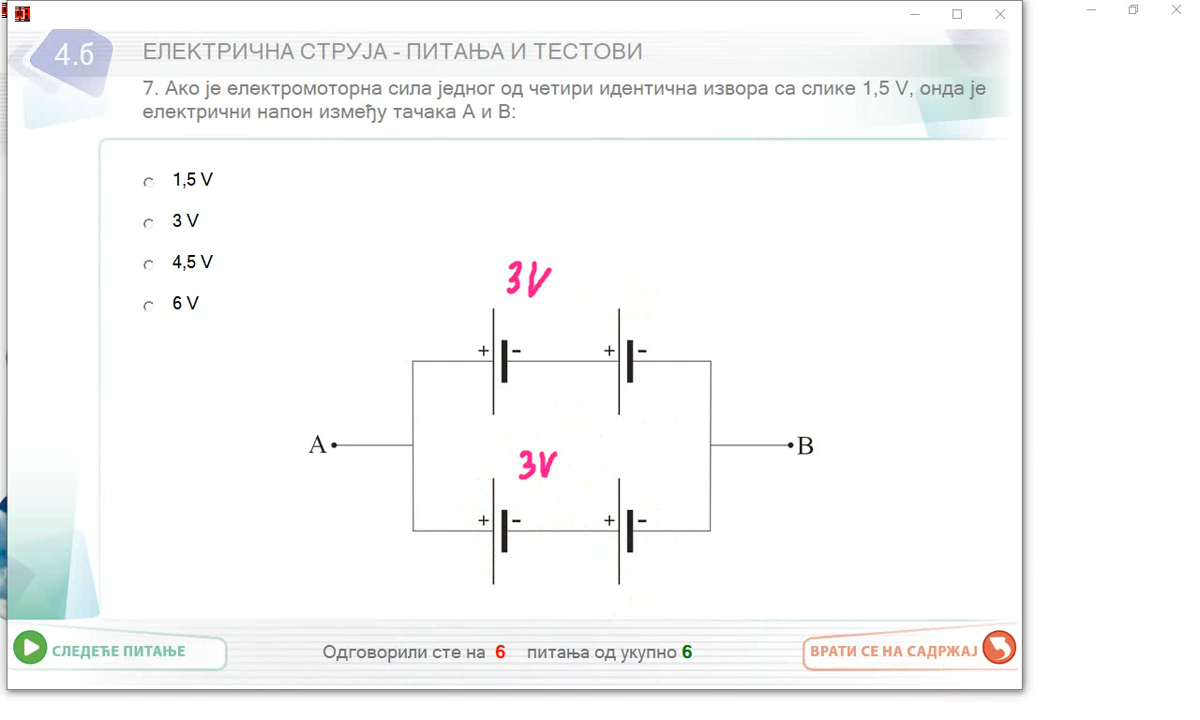 4.б
ЕЛЕКТРИЧНА СТРУЈА - ПИТАЊА И ТЕСТОВИ
7. Ако је електромоторна сила једног од четири идентична извора са слике 1,5 V, онда је
електрични напон између тачака А и В:
1,5 V
3 V
4,5 V
6 V
3V
+ - + -
A B
3V
+ - + -
СЛЕДЕЋЕ ПИТАЊЕ
Одговорили сте на 6 питања од укупно 6
ВРАТИ СЕ НА САДРЖАЈ